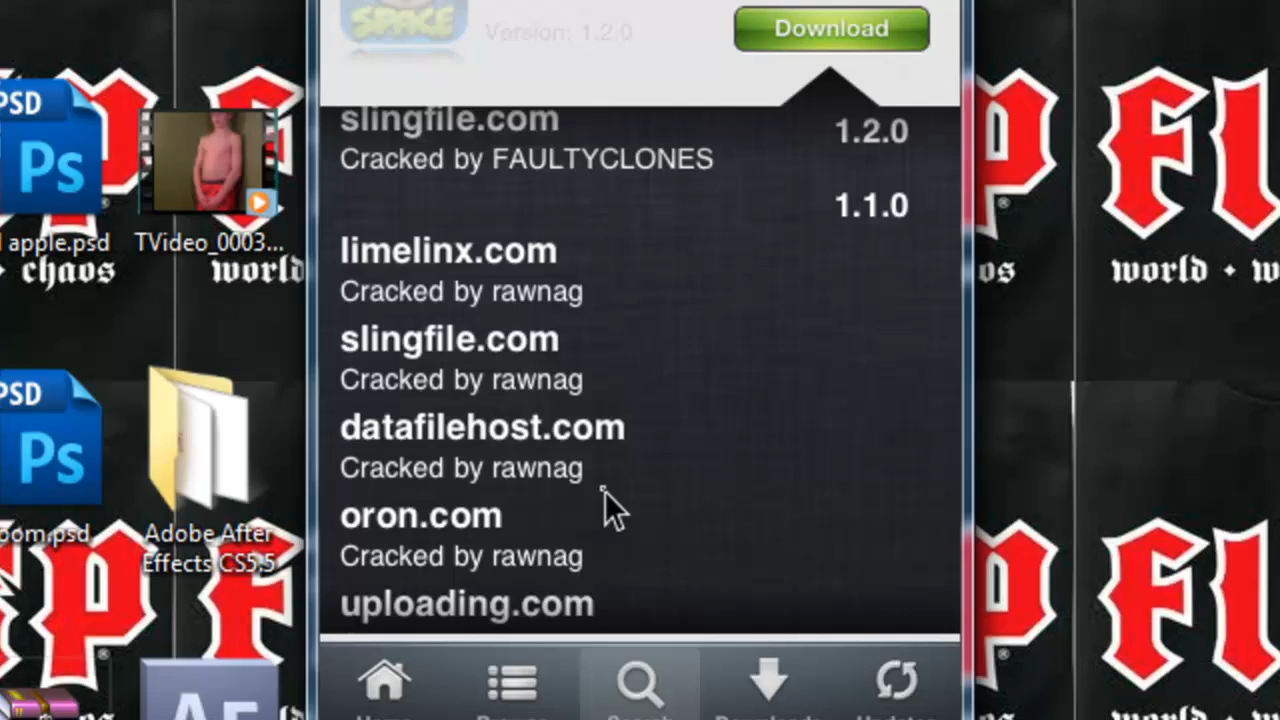 SPACE
Version: 1.2.0
Download
slingfile.com
1.2.0
Cracked by FAULTYCLONES
1.1.0
limelinx.com
Cracked by rawnag
slingfile.com
Cracked by rawnag
datafilehost.com
Cracked by rawnag
oron.com
Cracked by rawnag
uploading.com
PSD
Ps
apple.psd
TVideo_0003...
chaos
world
PSD
Ps
oom.psd
Adobe After
Effects CS5.5
world + w